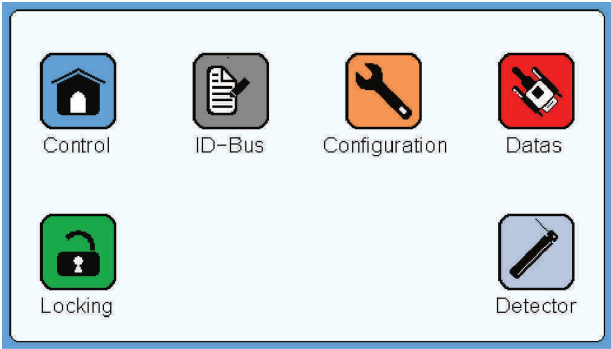 Control
ID-Bus
Configuration
Datas
Locking
Detector